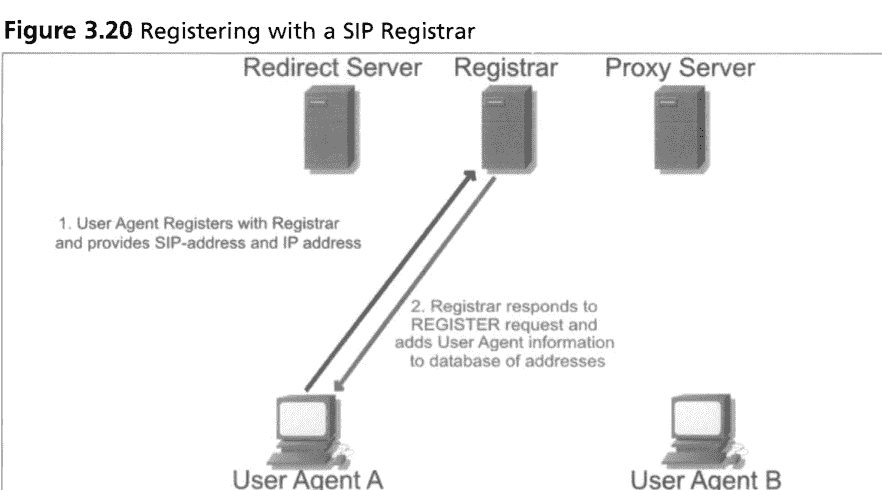 Figure 3.20 Registering with a SIP Registrar
Redirect Server Registrar Proxy Server
1. User Agent Registers with Registrar
and provides SIP-address and IP address
2. Registrar responds to
REGISTER request and
adds User Agent information
to database of addresses
User Agent A User Agent B